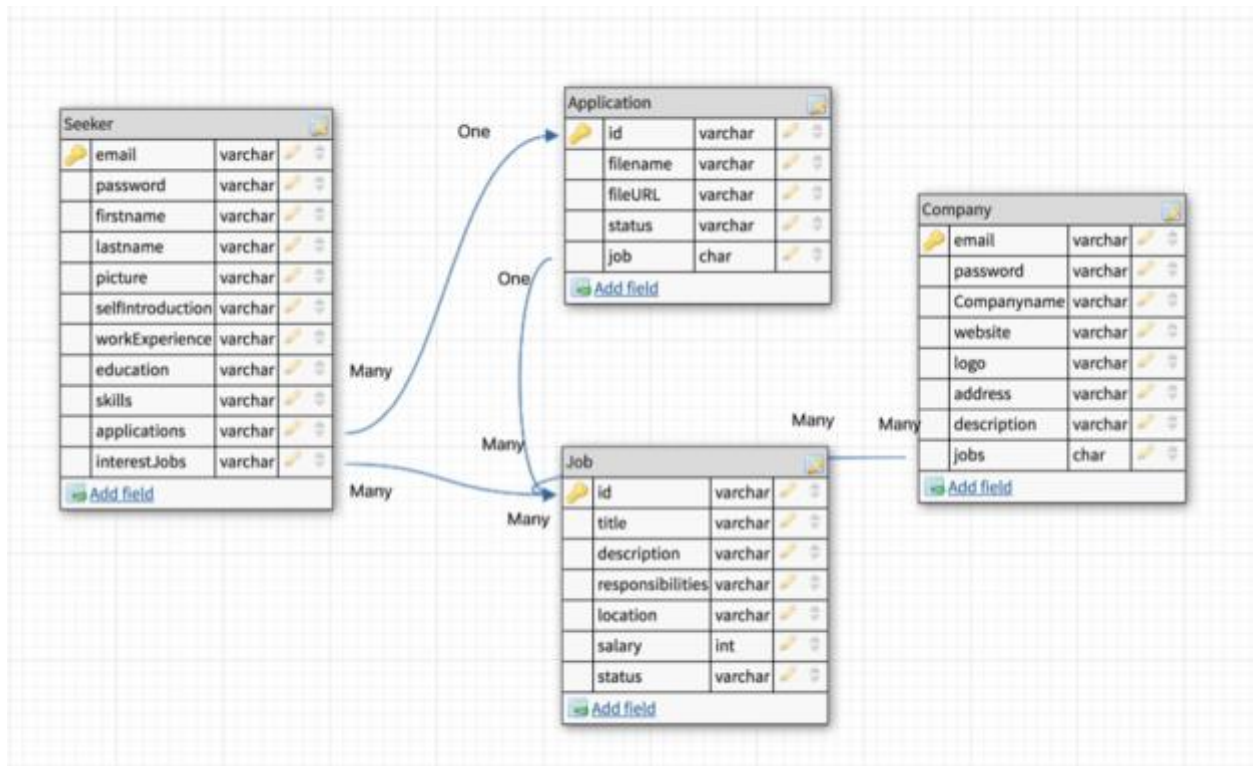 Seeker
email varchar
password varchar
firstname varchar
lastname varchar
picture varchar
selfIntroduction varchar
workExperience varchar
education varchar
skills varchar
applications varchar
interestJobs varchar
Add field
One
Many
Many
Application
id varchar
filename varchar
fileURL varchar
status varchar
job char
Add field
One
Many
Many
Job
id varchar
title varchar
description varchar
responsibilities varchar
location varchar
salary int
status varchar
Add field
Many
Many
Company
email varchar
password varchar
Companyname varchar
website varchar
logo varchar
address varchar
description varchar
jobs char
Add field